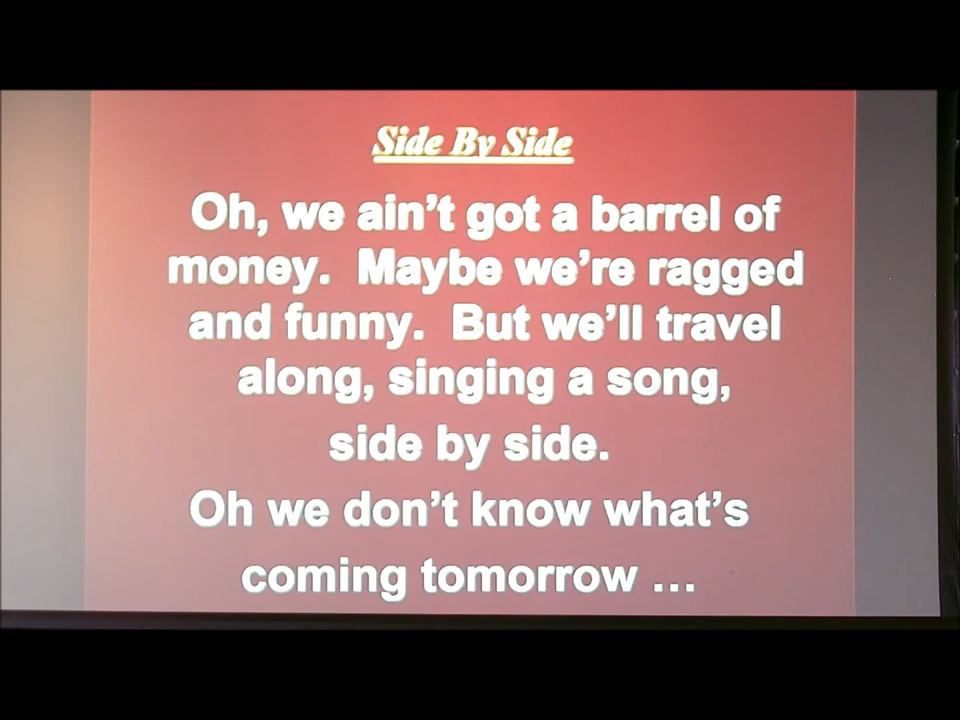 Side By Side
Oh, we ain't got a barrel of
money.  Maybe we're ragged
and funny.  But we'll travel
along, singing a song,
side by side.
Oh we don't know what's
coming tomorrow ...